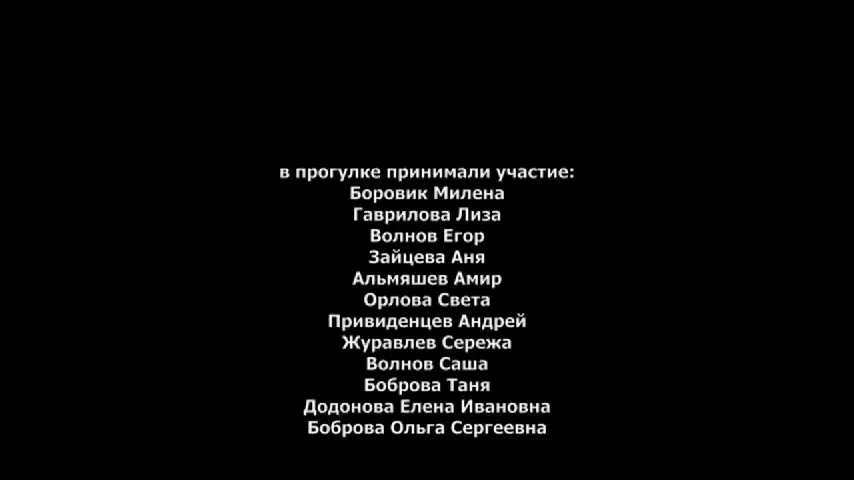 в прогулке принимали участие:
Боровик Милена
Гаврилова Лиза
Волнов Егор
Зайцева Аня
Альмяшев Амир
Орлова Света
Привиденцев Андрей
Журавлев Сережа
Волнов Саша
Боброва Таня
Додонова Елена Ивановна
Боброва Ольга Сергеевна